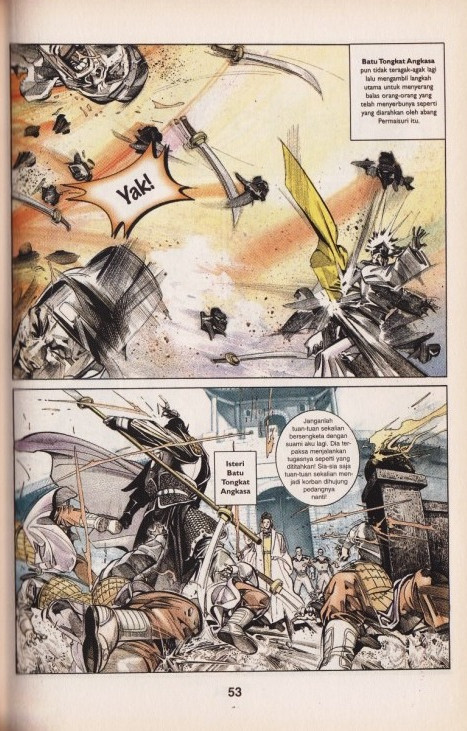 Batu Tongkat Angkasa
pun tidak teragak-agak lagi
lalu mengambil langkah
utama untuk menyerang
balas orang-orang yang
telah menyerbunya seperti
yang diarahkan oleh abang
Permaisuri itu.
Yak!
Isteri
Batu
Tongkat
Angkasa
Janganlah
tuan-tuan sekalian
bersengketa dengan
suami aku lagi. Dia ter-
paksa menjalankan
tugasnya seperti yang
dititahkan! Sia-sia saja
tuan-tuan sekalian men-
jadi korban dihujung
pedangnya
nanti!
53